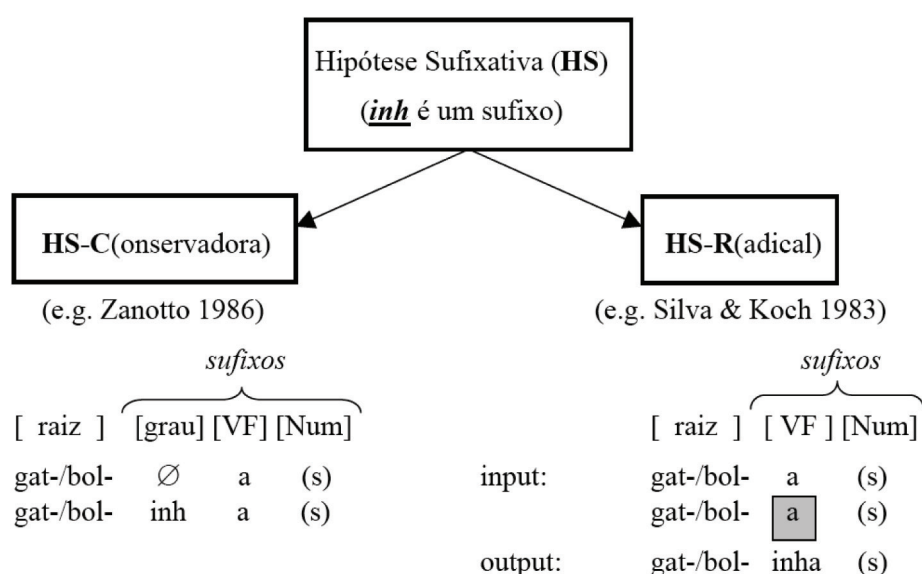 Hipótese Sufixativa (HS)
(inh é um sufixo)
HS-C(onservadora)
(e.g. Zanotto 1986)
sufixos
[ raiz ] [grau] [VF] [Num]
gat-/bol- ∅ a (s)
gat-/bol- inh a (s)
HS-R(adical)
(e.g. Silva & Koch 1983)
sufixos
[ raiz ] [ VF ] [Num]
input: gat-/bol- a (s)
gat-/bol- a (s)
output: gat-/bol- inha (s)